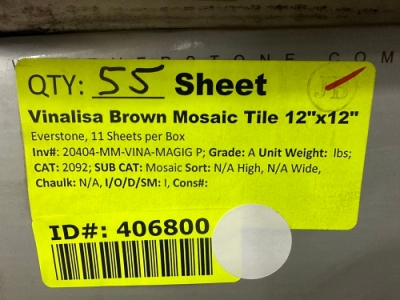 W   E R S T O N E . C O M
QTY: 55 Sheet
Vinalisa Brown Mosaic Tile 12"x12"
Everstone, 11 Sheets per Box
Inv#: 20404-MM-VINA-MAGIG P; Grade: A Unit Weight: lbs;
CAT: 2092; SUB CAT: Mosaic Sort: N/A High, N/A Wide,
Chaulk: N/A, I/O/D/SM: I, Cons#:
ID#: 406800